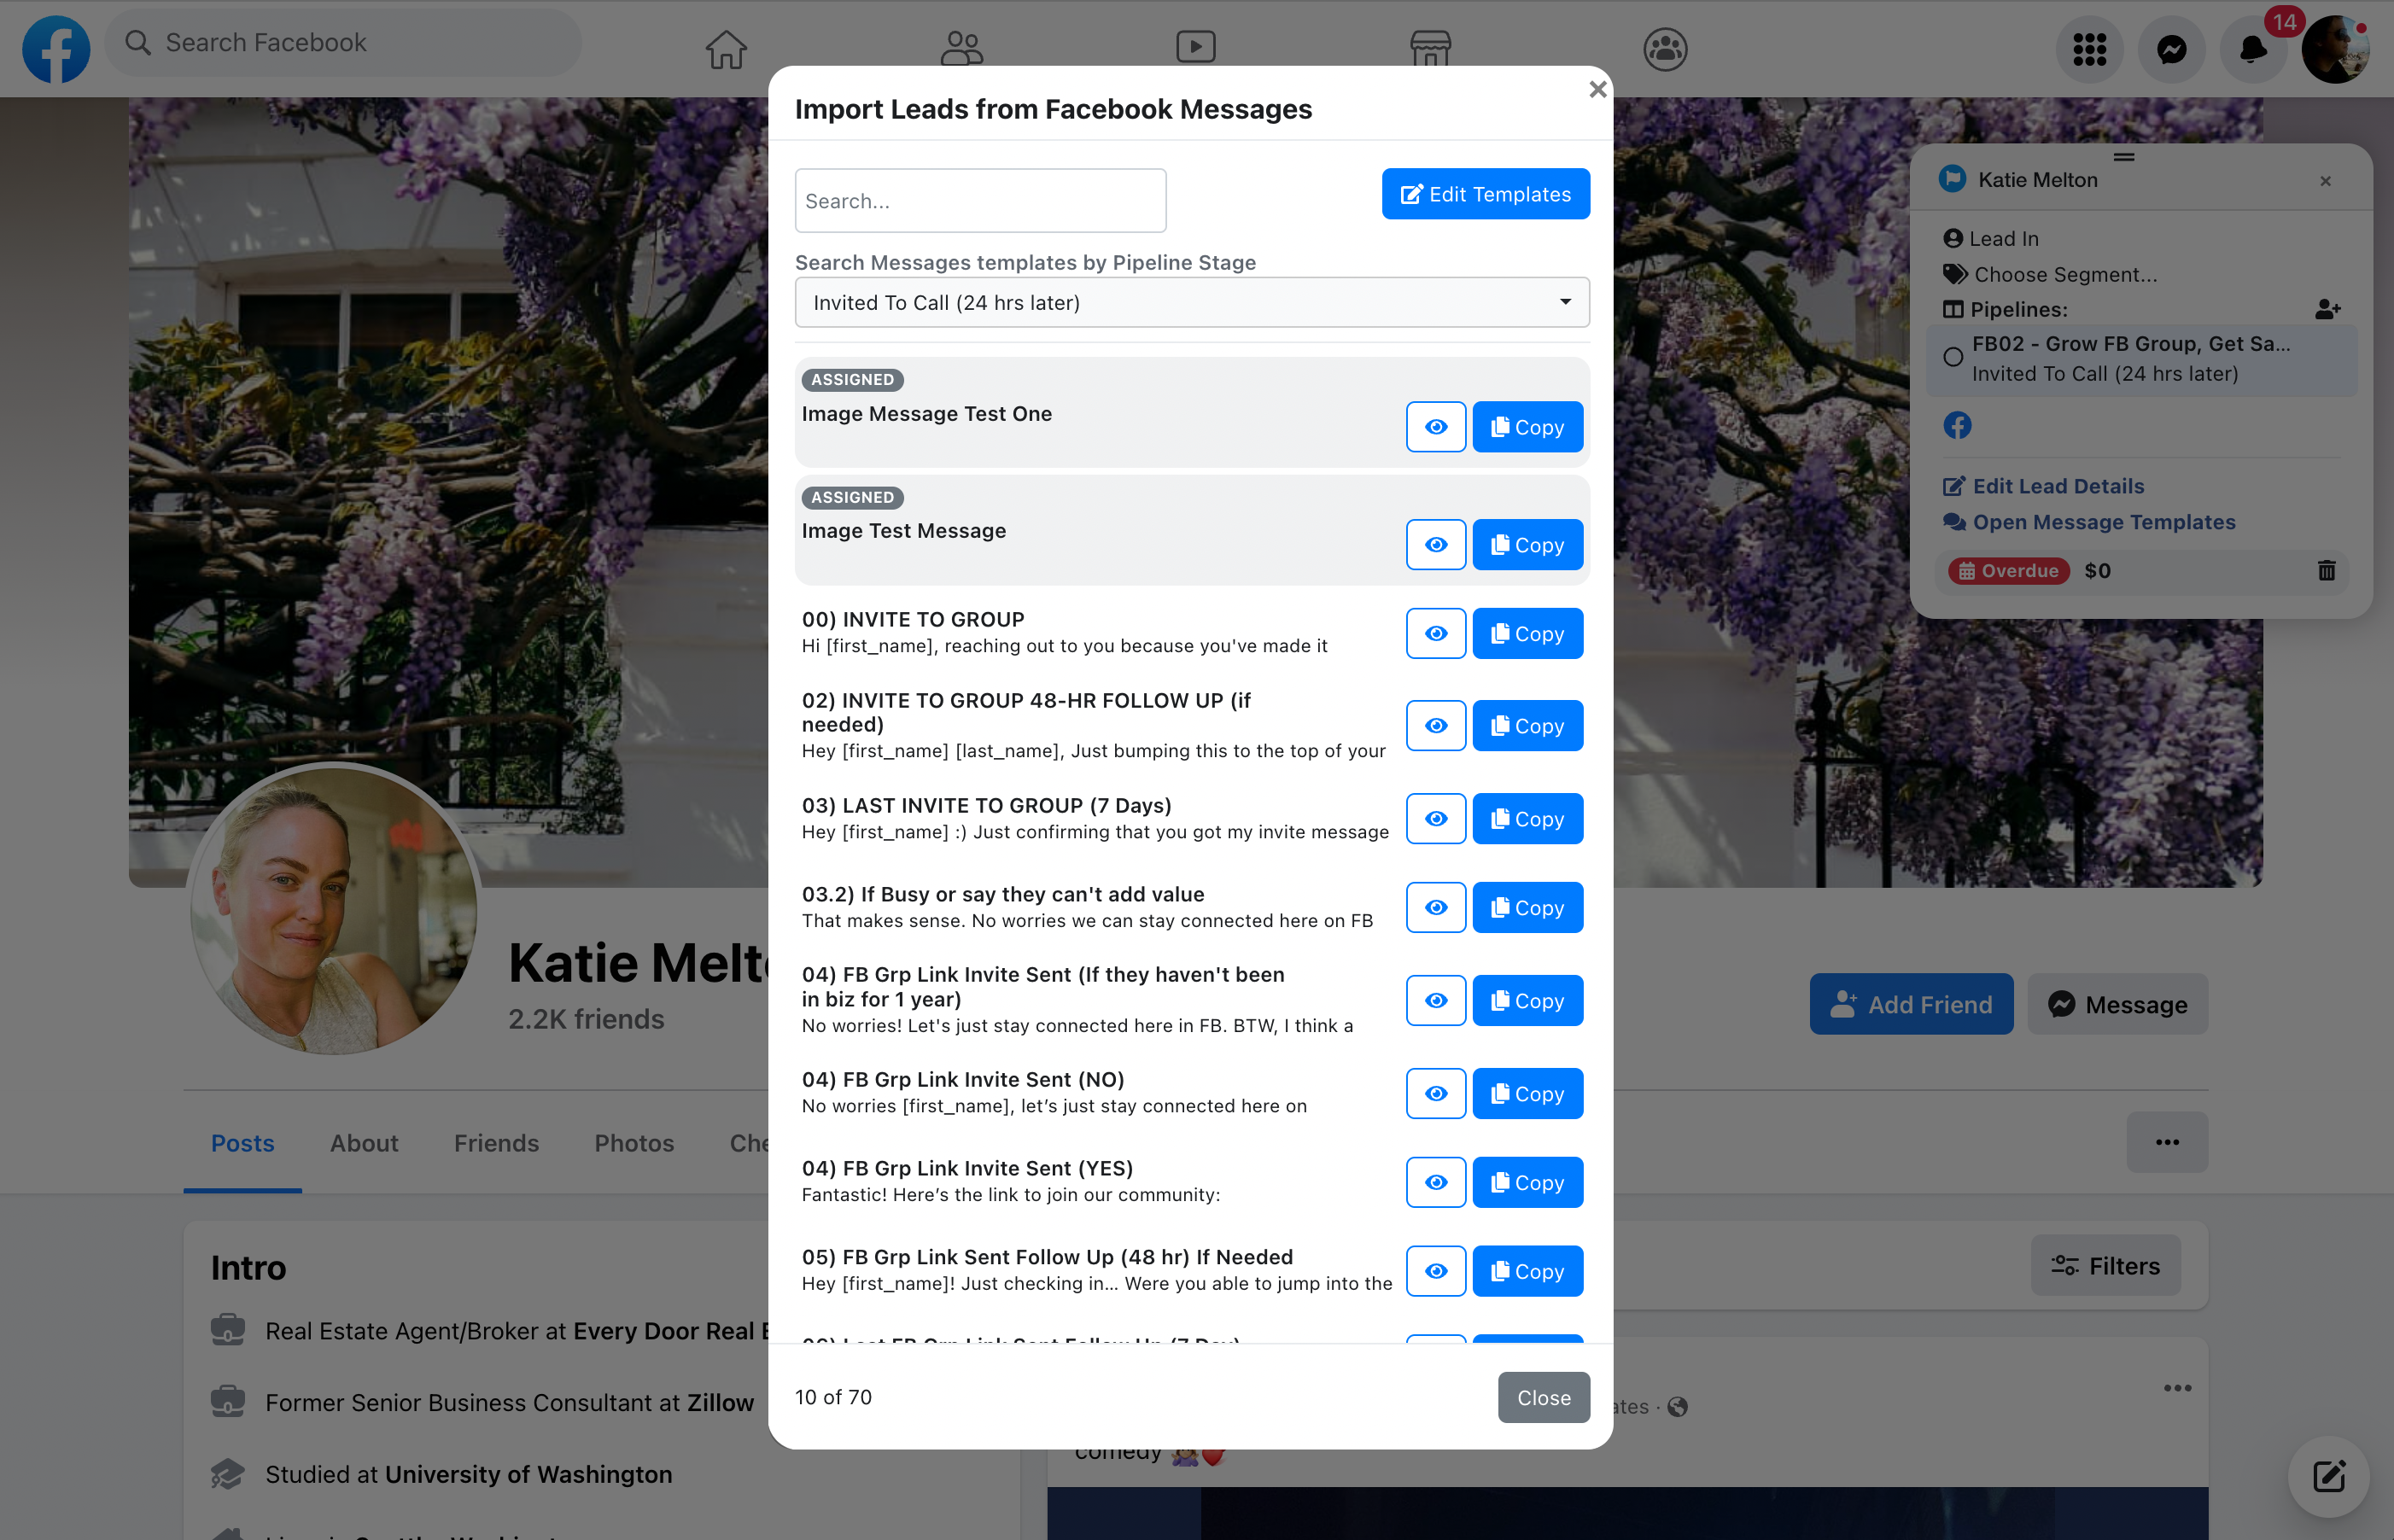 Search Facebook
14
Import Leads from Facebook Messages
Search...
Edit Templates
Search Messages templates by Pipeline Stage
Invited To Call (24 hrs later)
ASSIGNED
Image Message Test One
Copy
ASSIGNED
Image Test Message
Copy
00) INVITE TO GROUP
Hi [first_name], reaching out to you because you've made it
Copy
02) INVITE TO GROUP 48-HR FOLLOW UP (if
needed)
Hey [first_name] [last_name], Just bumping this to the top of your
Copy
03) LAST INVITE TO GROUP (7 Days)
Hey [first_name] :) Just confirming that you got my invite message
Copy
03.2) If Busy or say they can't add value
That makes sense. No worries we can stay connected here on FB
Copy
04) FB Grp Link Invite Sent (If they haven't been
in biz for 1 year)
No worries! Let's just stay connected here in FB. BTW, I think a
Copy
04) FB Grp Link Invite Sent (NO)
No worries [first_name], let’s just stay connected here on
Copy
04) FB Grp Link Invite Sent (YES)
Fantastic! Here’s the link to join our community:
Copy
05) FB Grp Link Sent Follow Up (48 hr) If Needed
Hey [first_name]! Just checking in... Were you able to jump into the
Copy
10 of 70
Close
Katie Melton
Lead In
Choose Segment...
Pipelines:
FB02 - Grow FB Group, Get Sa...
Invited To Call (24 hrs later)
Edit Lead Details
Open Message Templates
Overdue $0
Katie Melt
2.2K friends
Add Friend
Message
Posts About Friends Photos
Intro
Filters
Real Estate Agent/Broker at Every Door Real
Former Senior Business Consultant at Zillow
Studied at University of Washington
comedy